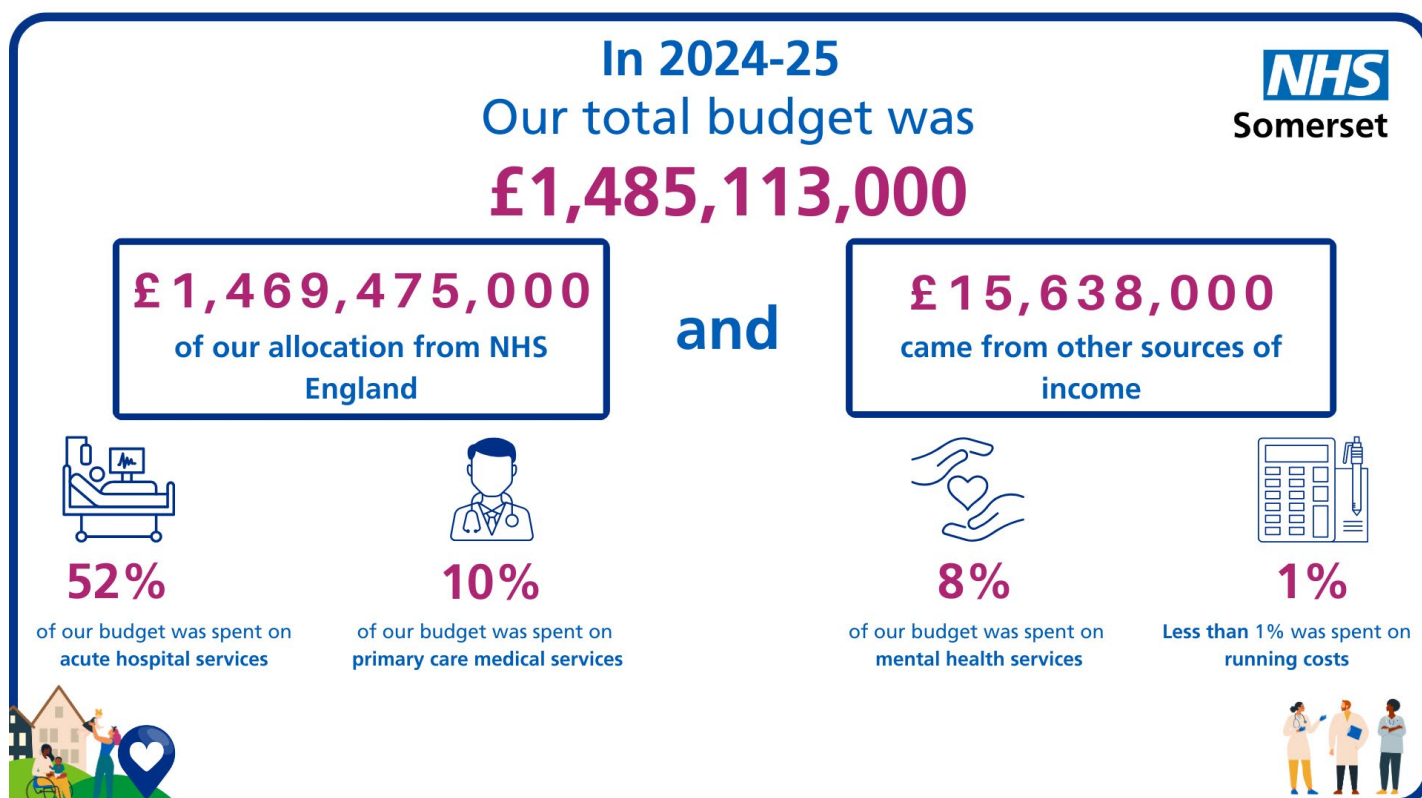 In 2024-25
Our total budget was
£1,485,113,000
NHS
Somerset
£1,469,475,000
of our allocation from NHS
England
and
£15,638,000
came from other sources of
income
52%
of our budget was spent on
acute hospital services
10%
of our budget was spent on
primary care medical services
8%
of our budget was spent on
mental health services
1%
Less than 1% was spent on
running costs